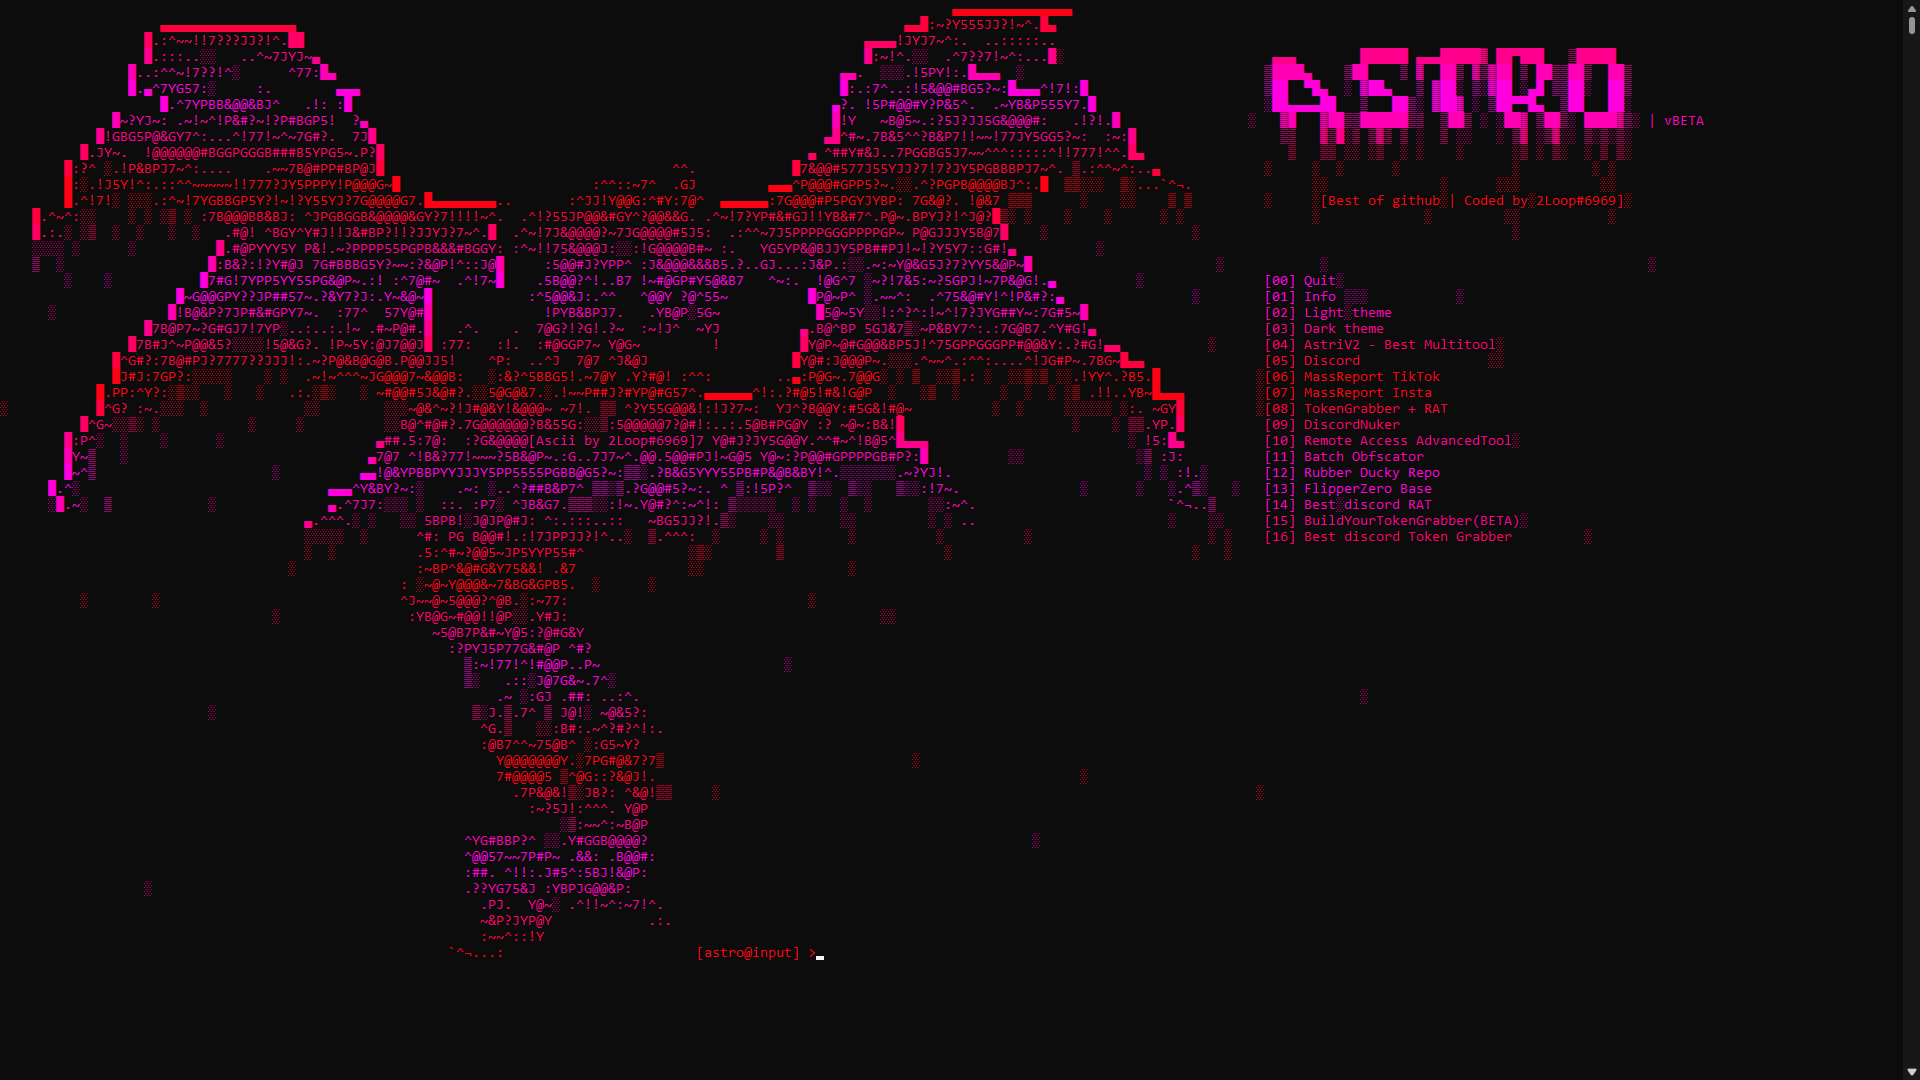 ASTRO
| vBETA
[Best of github | Coded by 2Loop#6969]
[00] Quit
[01] Info
[02] Light theme
[03] Dark theme
[04] AstriV2 - Best Multitool
[05] Discord
[06] MassReport TikTok
[07] MassReport Insta
[08] TokenGrabber + RAT
[09] DiscordNuker
[10] Remote Access AdvancedTool
[11] Batch Obfscator
[12] Rubber Ducky Repo
[13] FlipperZero Base
[14] Best discord RAT
[15] BuildYourTokenGrabber(BETA)
[16] Best discord Token Grabber
[Ascii by 2Loop#6969]
[astro@input] >